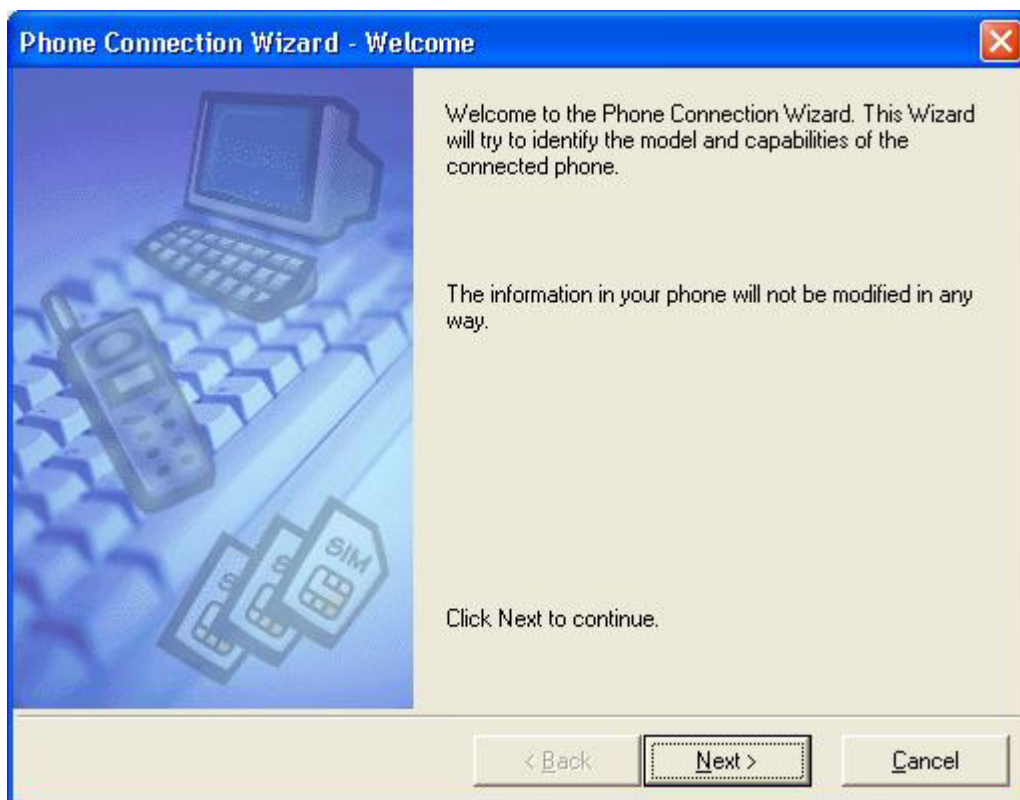 Phone Connection Wizard - Welcome
Welcome to the Phone Connection Wizard. This Wizard
will try to identify the model and capabilities of the
connected phone.
The information in your phone will not be modified in any
way.
SIM
Click Next to continue.
< Back
Next >
Cancel